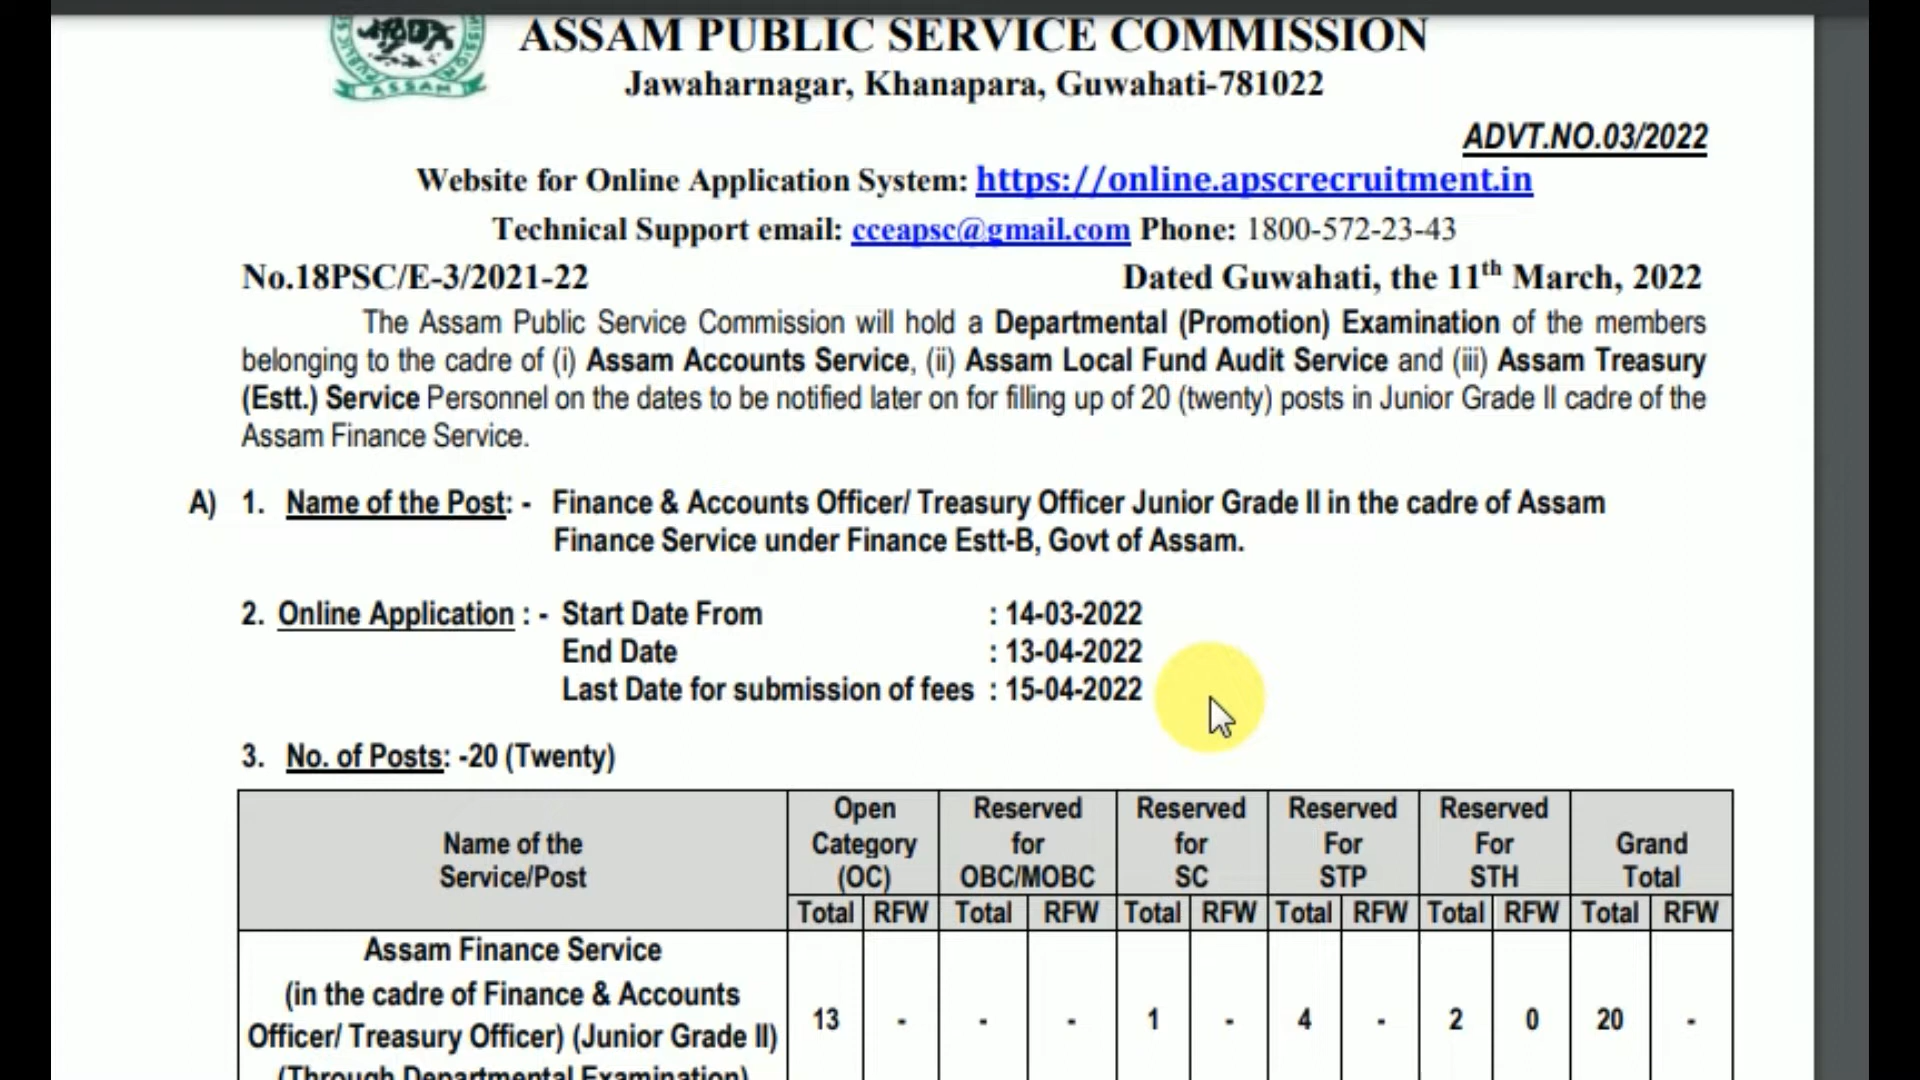 ASSAM
ASSAM PUBLIC SERVICE COMMISSION
Jawaharnagar, Khanapara, Guwahati-781022
ADVT.NO.03/2022
Website for Online Application System: https://online.apscrecruitment.in
Technical Support email: cceapsc@gmail.com Phone: 1800-572-23-43
No.18PSC/E-3/2021-22 Dated Guwahati, the 11th March, 2022
The Assam Public Service Commission will hold a Departmental (Promotion) Examination of the members
belonging to the cadre of (i) Assam Accounts Service, (ii) Assam Local Fund Audit Service and (iii) Assam Treasury
(Estt.) Service Personnel on the dates to be notified later on for filling up of 20 (twenty) posts in Junior Grade II cadre of the
Assam Finance Service.
A) 1. Name of the Post: - Finance & Accounts Officer/ Treasury Officer Junior Grade II in the cadre of Assam
Finance Service under Finance Estt-B, Govt of Assam.
2. Online Application : - Start Date From : 14-03-2022
End Date : 13-04-2022
Last Date for submission of fees : 15-04-2022
3. No. of Posts: -20 (Twenty)
Name of the Service/Post
Open Category (OC)
Reserved for OBC/MOBC
Reserved for SC
Reserved For STP
Reserved For STH
Grand Total
Total RFW Total RFW Total RFW Total RFW Total RFW Total RFW
Assam Finance Service
(in the cadre of Finance & Accounts
Officer/ Treasury Officer) (Junior Grade II)
(Through Departmental Examination)
13 - - - 1 - 4 - 2 0 20 -